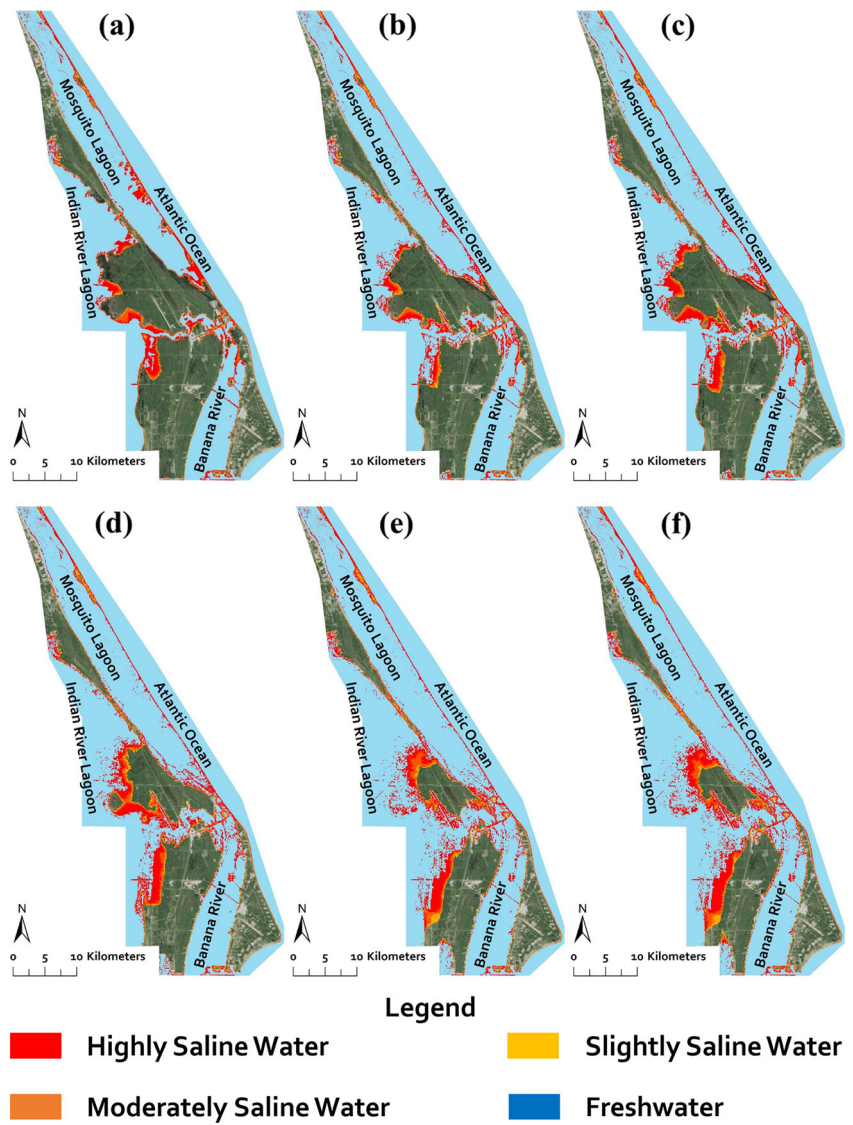 (a)
(b)
(c)
Mosquito Lagoon
Atlantic Ocean
Indian River Lagoon
Banana River
N
0 5 10 Kilometers
Mosquito Lagoon
Atlantic Ocean
Indian River Lagoon
Banana River
N
0 5 10 Kilometers
Mosquito Lagoon
Atlantic Ocean
Indian River Lagoon
Banana River
N
0 5 10 Kilometers
(d)
(e)
(f)
Mosquito Lagoon
Atlantic Ocean
Indian River Lagoon
Banana River
N
0 5 10 Kilometers
Mosquito Lagoon
Atlantic Ocean
Indian River Lagoon
Banana River
N
0 5 10 Kilometers
Mosquito Lagoon
Atlantic Ocean
Indian River Lagoon
Banana River
N
0 5 10 Kilometers
Legend
Highly Saline Water
Slightly Saline Water
Moderately Saline Water
Freshwater